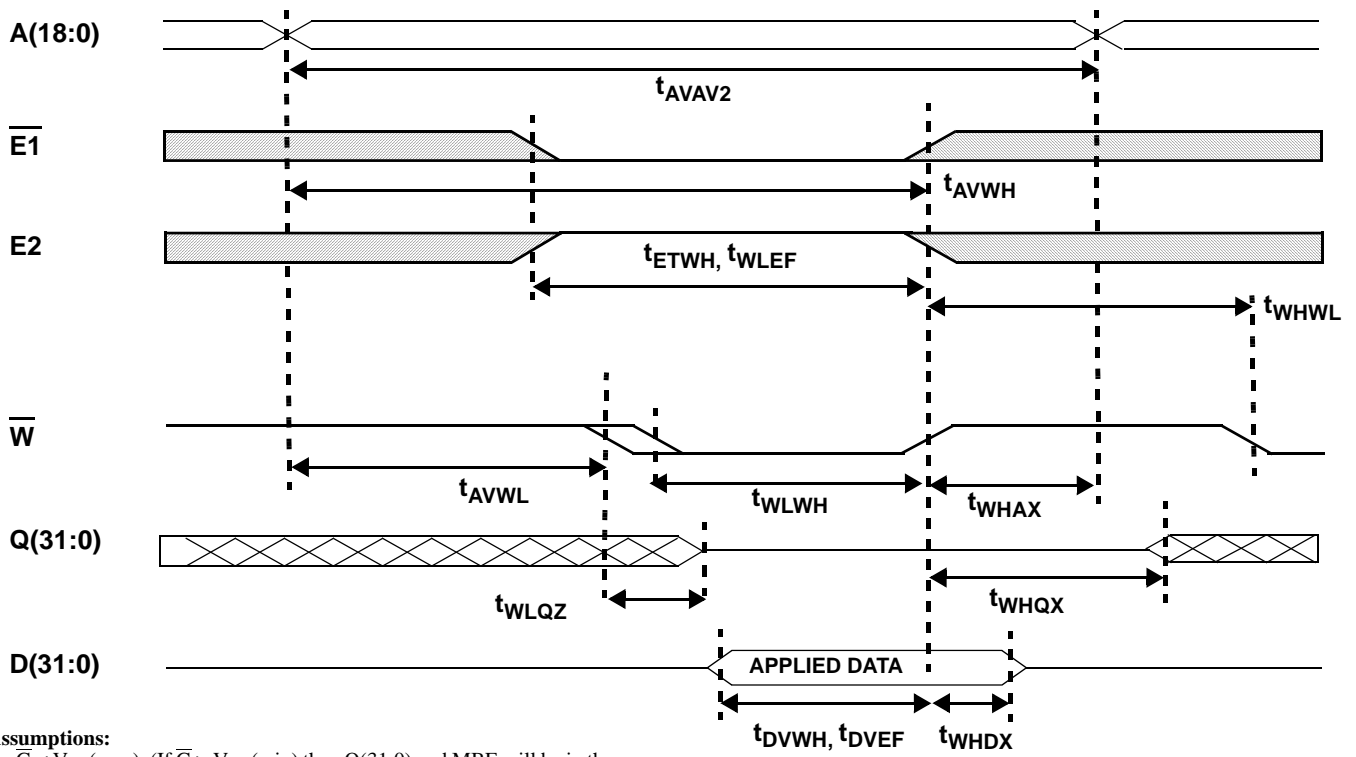 A(18:0)
tAVAV2
E1
tAVWH
E2
tETWH, tWLEF
tWHWL
W
tAVWL
tWLWH
tWHAX
Q(31:0)
tWLQZ
tWHQX
D(31:0)
APPLIED DATA
tDVWH, tDVEF
tWHDX
ssumptions: